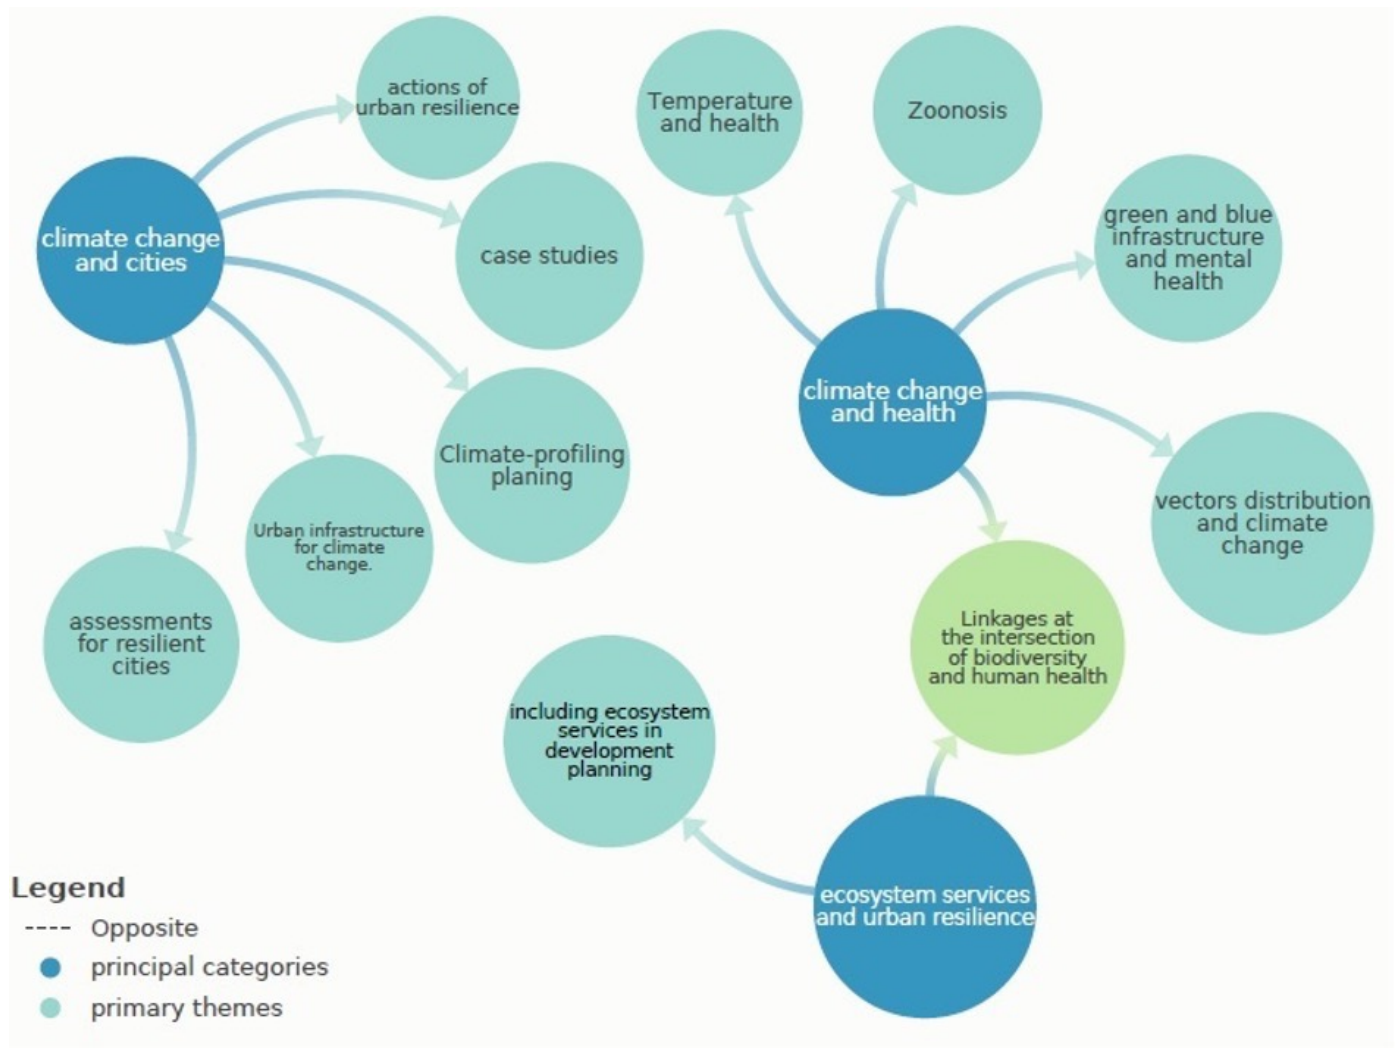 actions of
urban resilience
Temperature
and health
Zoonosis
climate change
and cities
case studies
green and blue
infrastructure
and mental
health
climate change
and health
Climate-profiling
planing
vectors distribution
and climate
change
Urban infrastructure
for climate
change.
assessments
for resilient
cities
Linkages at
the intersection
of biodiversity
and human health
including ecosystem
services in
development
planning
ecosystem services
and urban resilience
Legend
---- Opposite
principal categories
primary themes